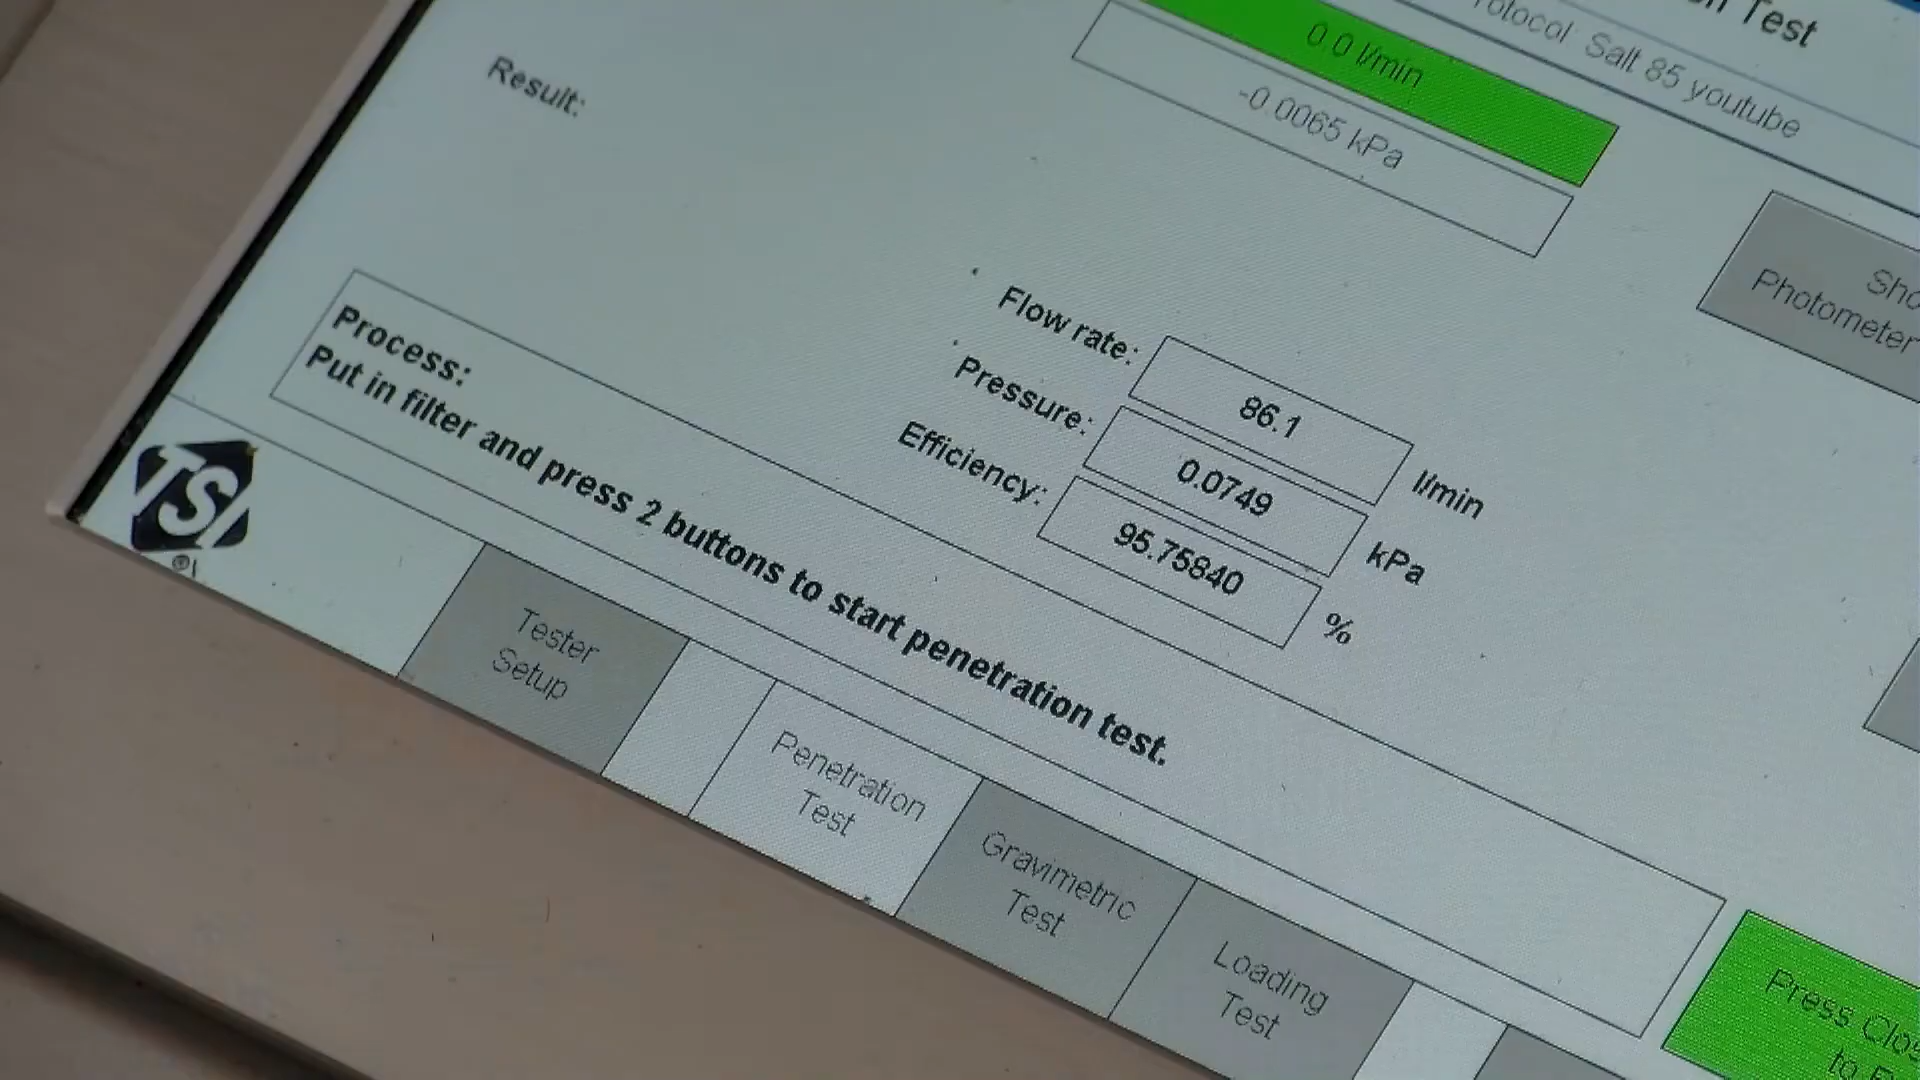 Test
Salt 85 youtube
0.0 l/min
-0.0065 kPa
Result:
Photometer
Flow rate: 86.1 l/min
Pressure: 0.0749 kPa
Efficiency: 95.75840 %
Process:
Put in filter and press 2 buttons to start penetration test.
TSI
®
Tester
Setup
Penetration
Test
Gravimetric
Test
Loading
Test
Press
to